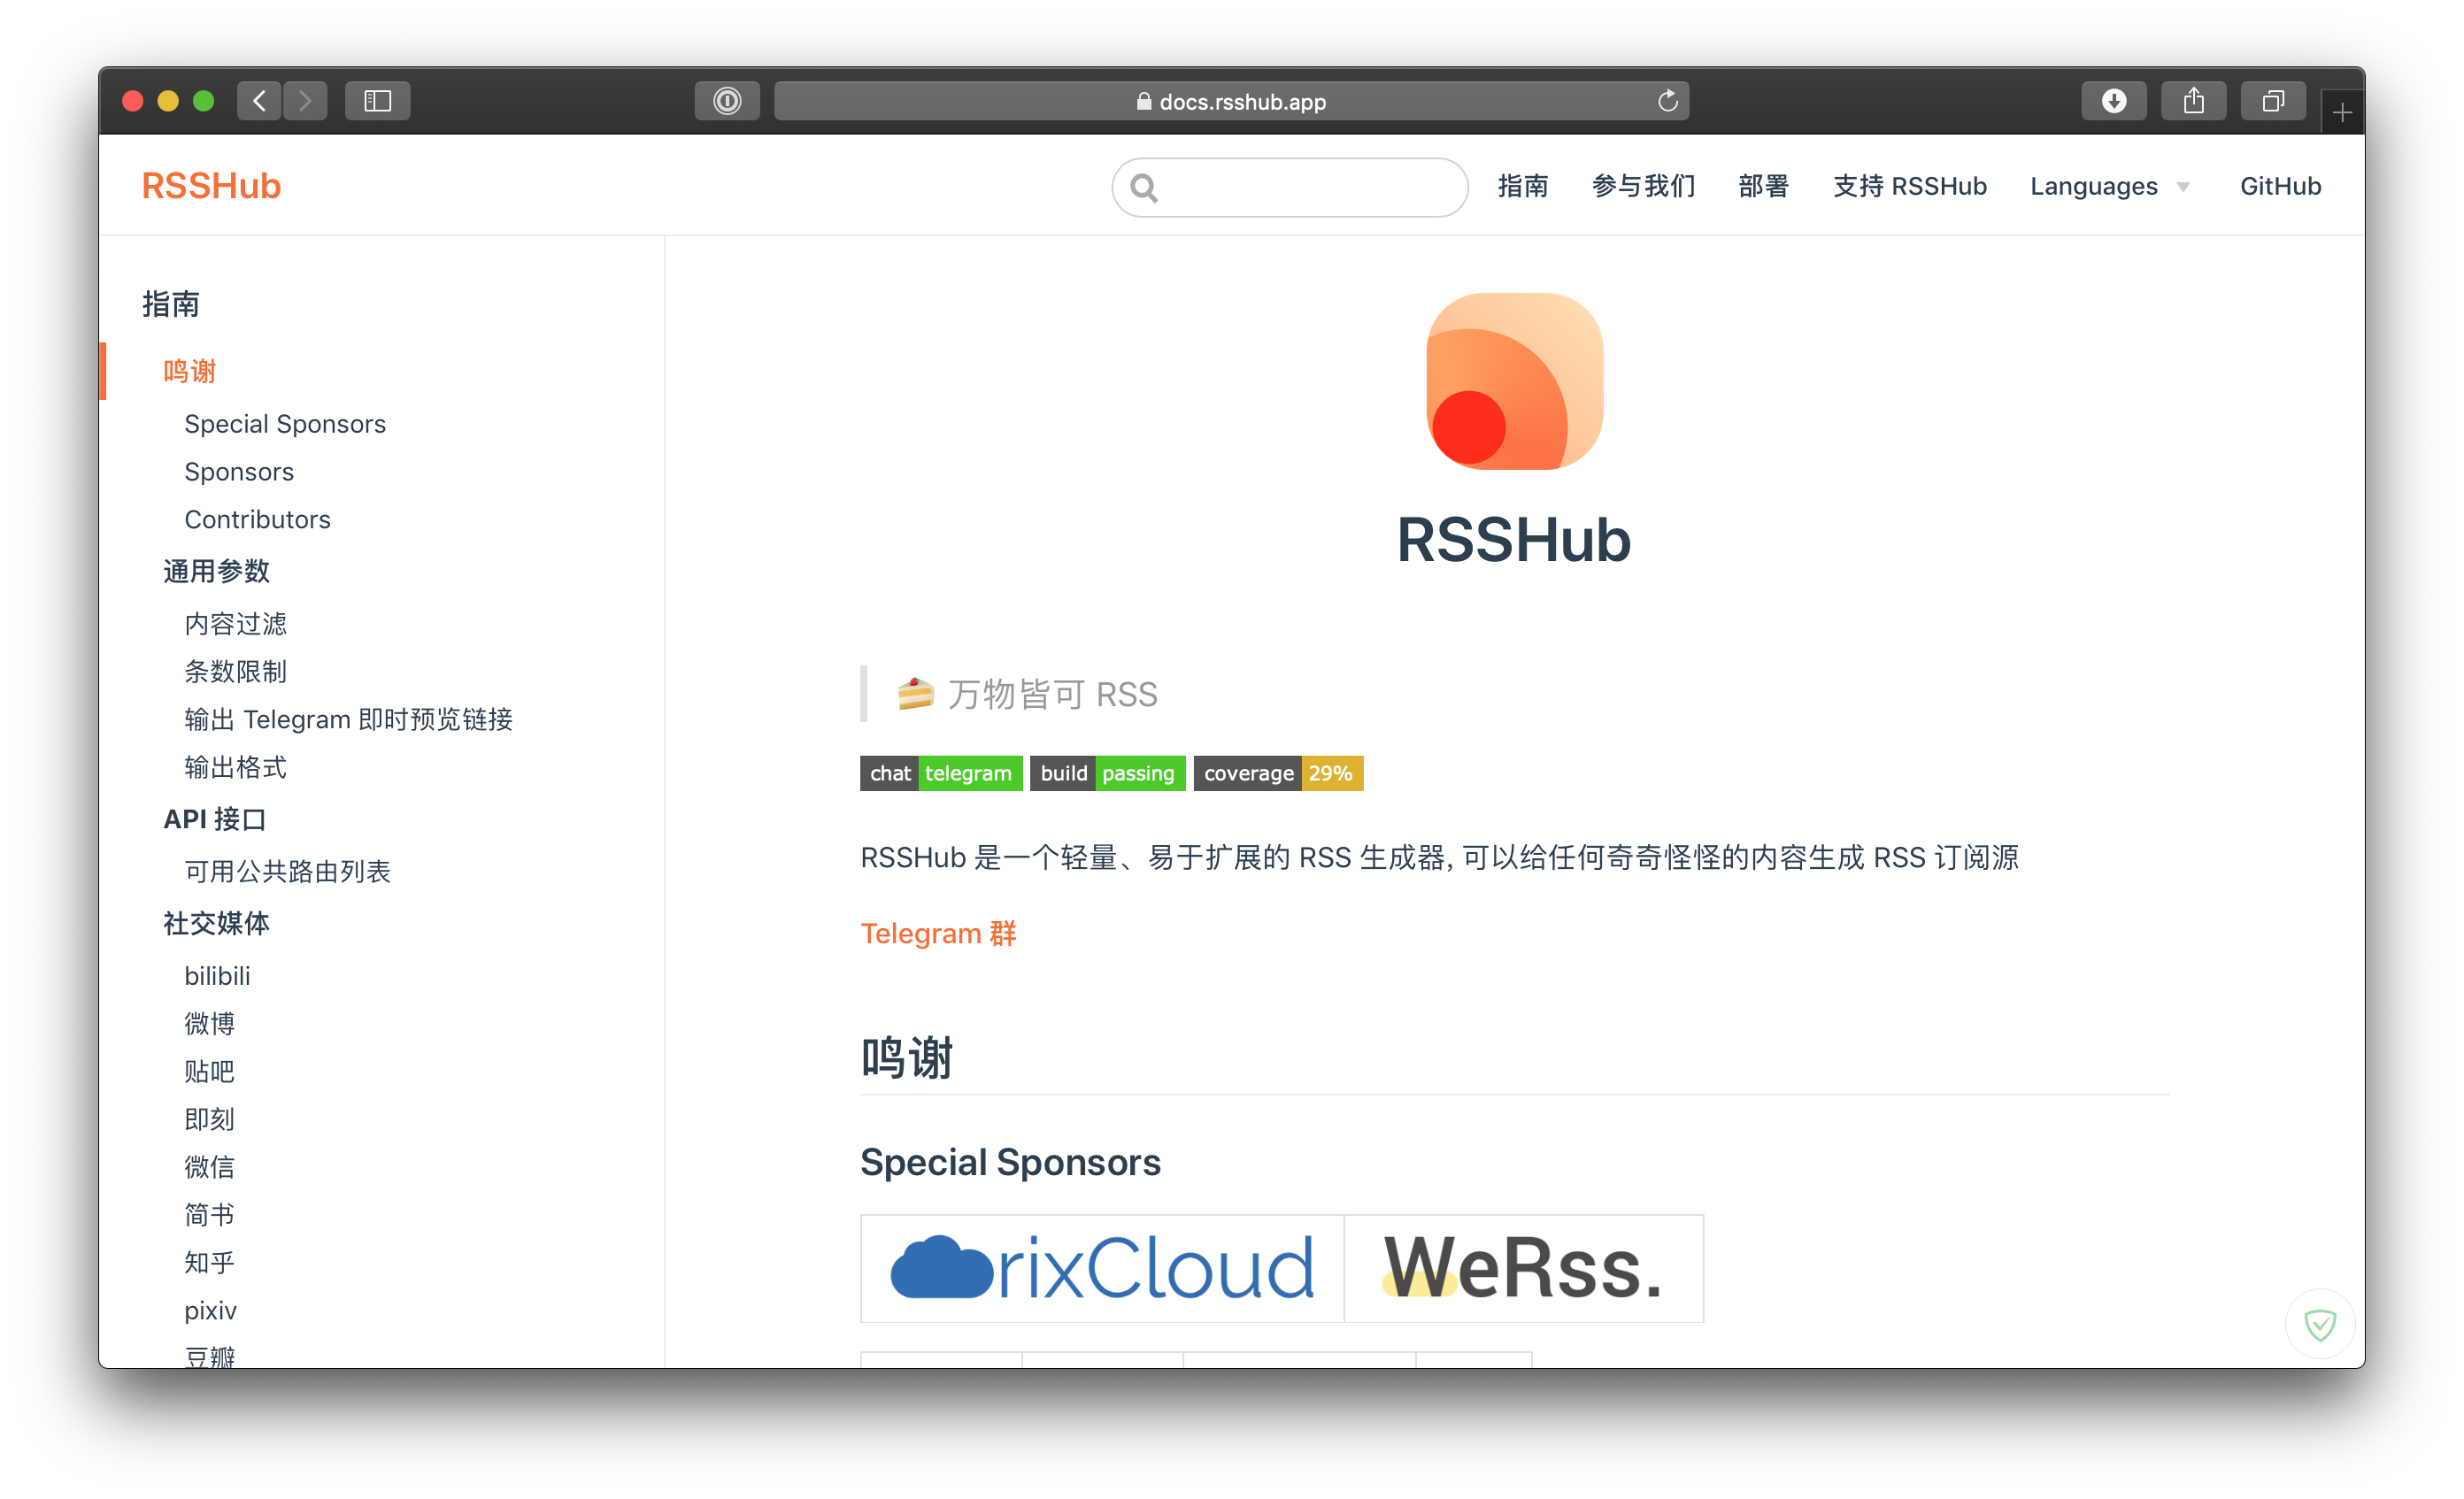 docs.rsshub.app
RSSHub
指南 参与我们 部署 支持 RSSHub Languages GitHub
指南
鸣谢
Special Sponsors
Sponsors
Contributors
通用参数
内容过滤
条数限制
输出 Telegram 即时预览链接
输出格式
API 接口
可用公共路由列表
社交媒体
bilibili
微博
贴吧
即刻
微信
简书
知乎
pixiv
豆瓣
RSSHub
万物皆可 RSS
chat telegram build passing coverage 29%
RSSHub 是一个轻量、易于扩展的 RSS 生成器, 可以给任何奇奇怪怪的内容生成 RSS 订阅源
Telegram 群
鸣谢
Special Sponsors
rixCloud WeRss.